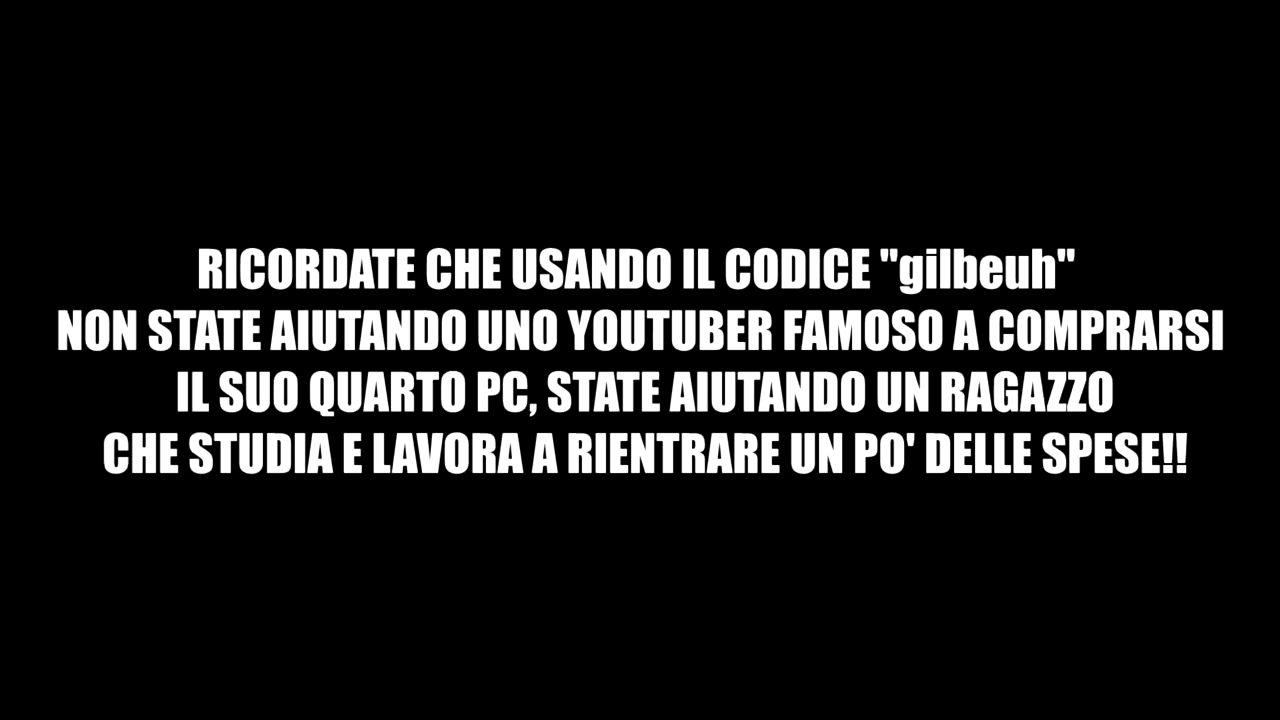 RICORDATE CHE USANDO IL CODICE "gilbeuh"
NON STATE AIUTANDO UNO YOUTUBER FAMOSO A COMPRARSI
IL SUO QUARTO PC, STATE AIUTANDO UN RAGAZZO
CHE STUDIA E LAVORA A RIENTRARE UN PO' DELLE SPESE!!